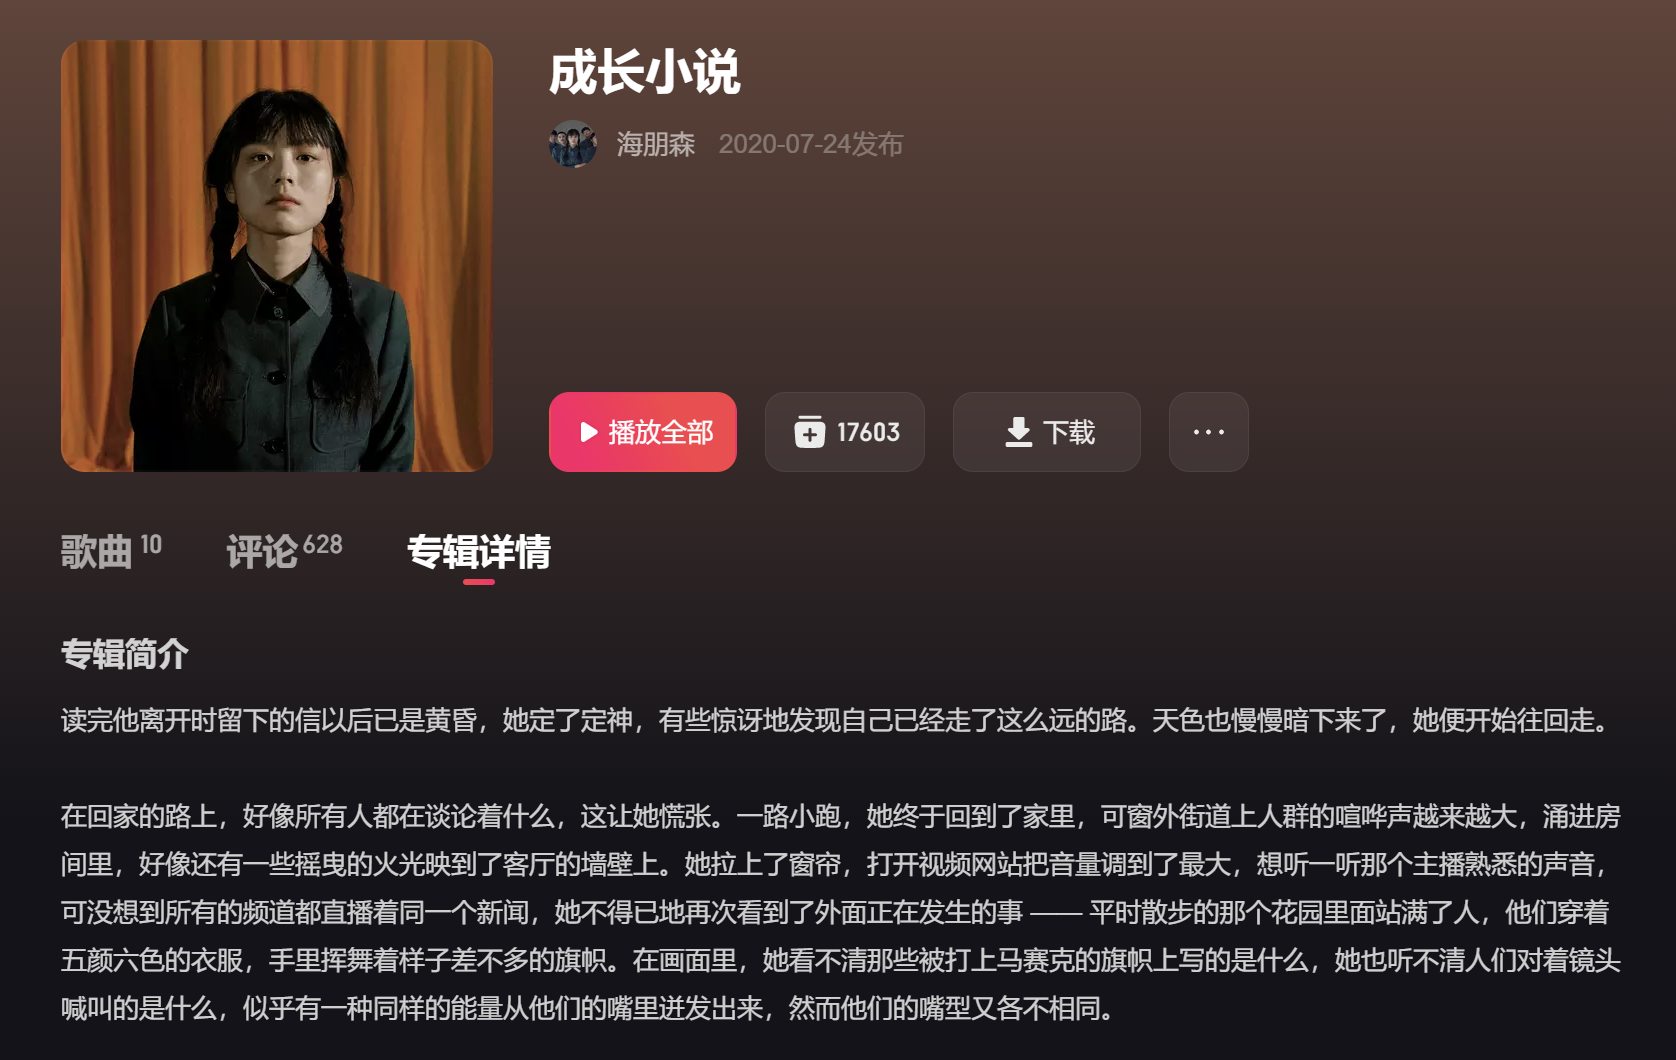 成长小说
海朋森 2020-07-24发布
播放全部 17603 下载 ···
歌曲 10 评论 628 专辑详情
专辑简介
读完他离开时留下的信以后已是黄昏，她定了定神，有些惊讶地发现自己已经走了这么远的路。天色也慢慢暗下来了，她便开始往回走。
在回家的路上，好像所有人都在谈论着什么，这让她慌张。一路小跑，她终于回到了家里，可窗外街道上人群的喧哗声越来越大，涌进房
间里，好像还有一些摇曳的火光映到了客厅的墙壁上。她拉上了窗帘，打开视频网站把音量调到了最大，想听一听那个主播熟悉的声音，
可没想到所有的频道都直播着同一个新闻，她不得已地再次看到了外面正在发生的事 —— 平时散步的那个花园里面站满了人，他们穿着
五颜六色的衣服，手里挥舞着样子差不多的旗帜。在画面里，她看不清那些被打上马赛克的旗帜上写的是什么，她也听不清人们对着镜头
喊叫的是什么，似乎有一种同样的能量从他们的嘴里迸发出来，然而他们的嘴型又各不相同。